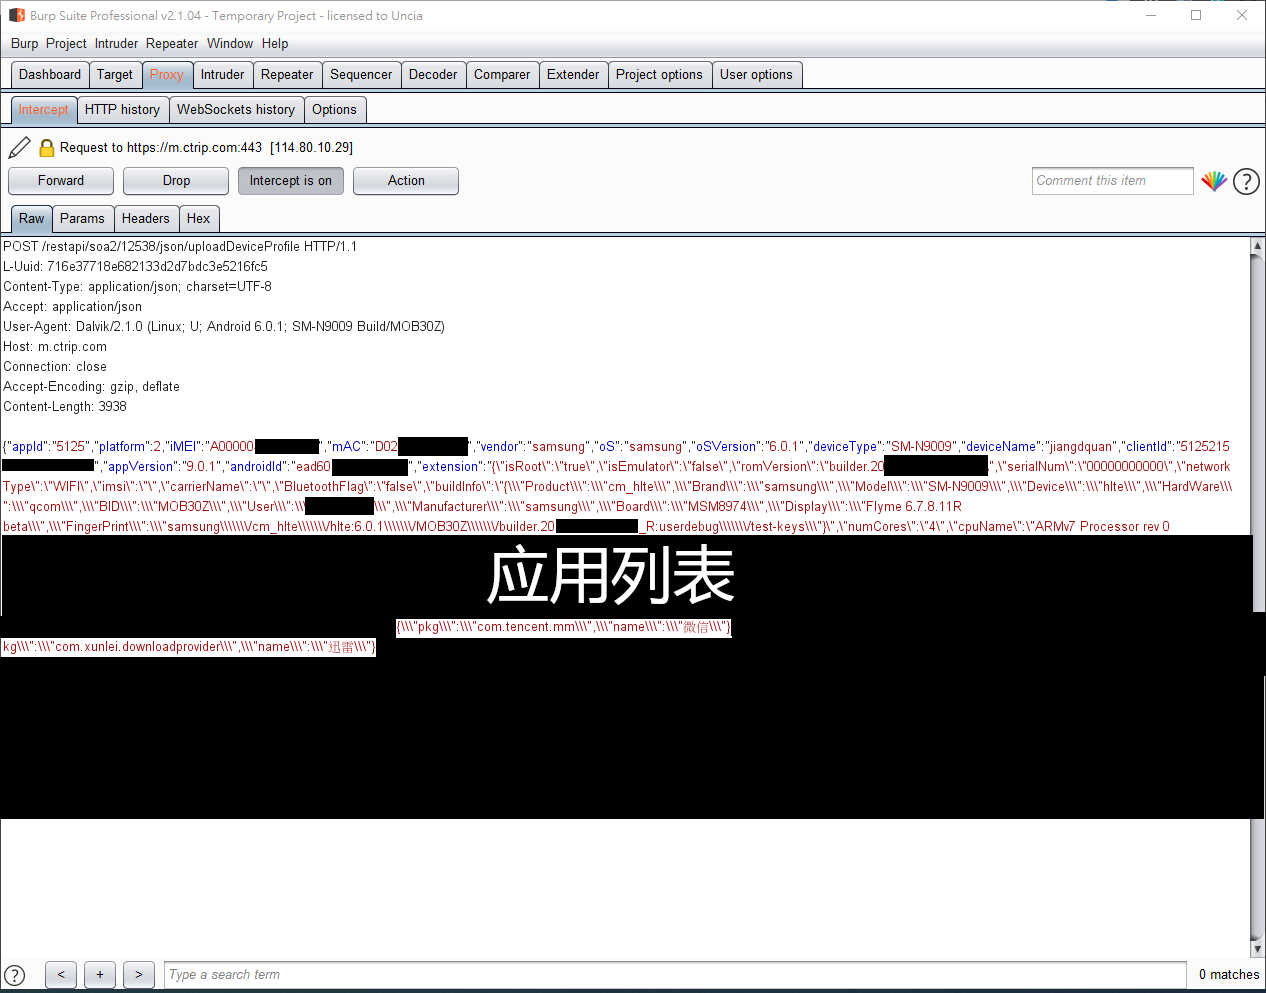 Burp Suite Professional v2.1.04 - Temporary Project - licensed to Uncia
Burp Project Intruder Repeater Window Help
Dashboard Target Proxy Intruder Repeater Sequencer Decoder Comparer Extender Project options User options
Intercept HTTP history WebSockets history Options
Request to https://m.ctrip.com:443 [114.80.10.29]
Forward Drop Intercept is on Action Comment this item ?
Raw Params Headers Hex
POST /restapi/soa2/12538/json/uploadDeviceProfile HTTP/1.1
L-Uuid: 716e37718e682133d2d7bdc3e5216fc5
Content-Type: application/json; charset=UTF-8
Accept: application/json
User-Agent: Dalvik/2.1.0 (Linux; U; Android 6.0.1; SM-N9009 Build/MOB30Z)
Host: m.ctrip.com
Connection: close
Accept-Encoding: gzip, deflate
Content-Length: 3938
{"appId":"5125","platform":2,"iMEI":"A00000 ","mAC":"D02 ","vendor":"samsung","oS":"samsung","oSVersion":"6.0.1","deviceType":"SM-N9009","deviceName":"jiangdquan","clientId":"5125215
","appVersion":"9.0.1","androidId":"ead60 ","extension":"{\"isRoot\":\"true\",\"isEmulator\":\"false\",\"romVersion\":\"builder.20 ,\"serialNum\":\"00000000000\",\"network
Type\":\"WIFI\",\"imsi\":\"\",\"carrierName\":\"\",\"BluetoothFlag\":\"false\",\"buildInfo\":\"{\\\"Product\\\":\\\"cm_hlte\\\",\\\"Brand\\\":\\\"samsung\\\",\\\"Model\\\":\\\"SM-N9009\\\",\\\"Device\\\":\\\"hlte\\\",\\\"HardWare\\\
":\\\"qcom\\\",\\\"BID\\\":\\\"MOB30Z\\\",\\\"User\\\":\\\ \\\",\\\"Manufacturer\\\":\\\"samsung\\\",\\\"Board\\\":\\\"MSM8974\\\",\\\"Display\\\":\\\"Flyme 6.7.8.11R
beta\\\",\\\"FingerPrint\\\":\\\"samsung\\\\\\/cm_hlte\\\\\\/hlte:6.0.1\\\\\\/MOB30Z\\\\\\/builder.20 _R:userdebug\\\\\\/test-keys\\\"}\",\"numCores\":\"4\",\"cpuName\":\"ARMv7 Processor rev 0
应用列表
{\\\"pkg\\\":\\\"com.tencent.mm\\\",\\\"name\\\":\\\"微信\\\"}
kg\\\":\\\"com.xunlei.downloadprovider\\\",\\\"name\\\":\\\"迅雷\\\"}
? < + > Type a search term 0 matches